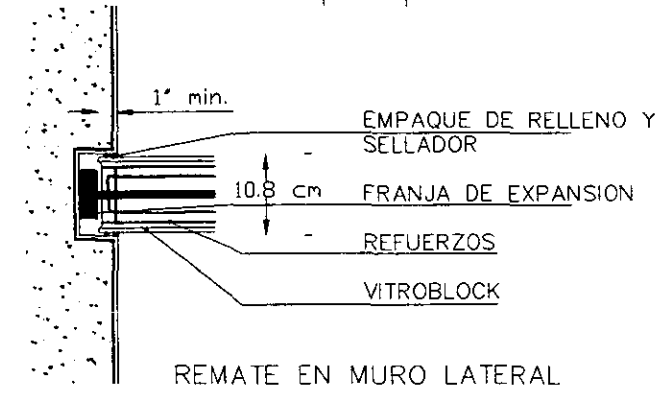 1" min.
EMPAQUE DE RELLENO Y
SELLADOR
10.8 cm
FRANJA DE EXPANSION
REFUERZOS
VITROBLOCK
REMATE EN MURO LATERAL